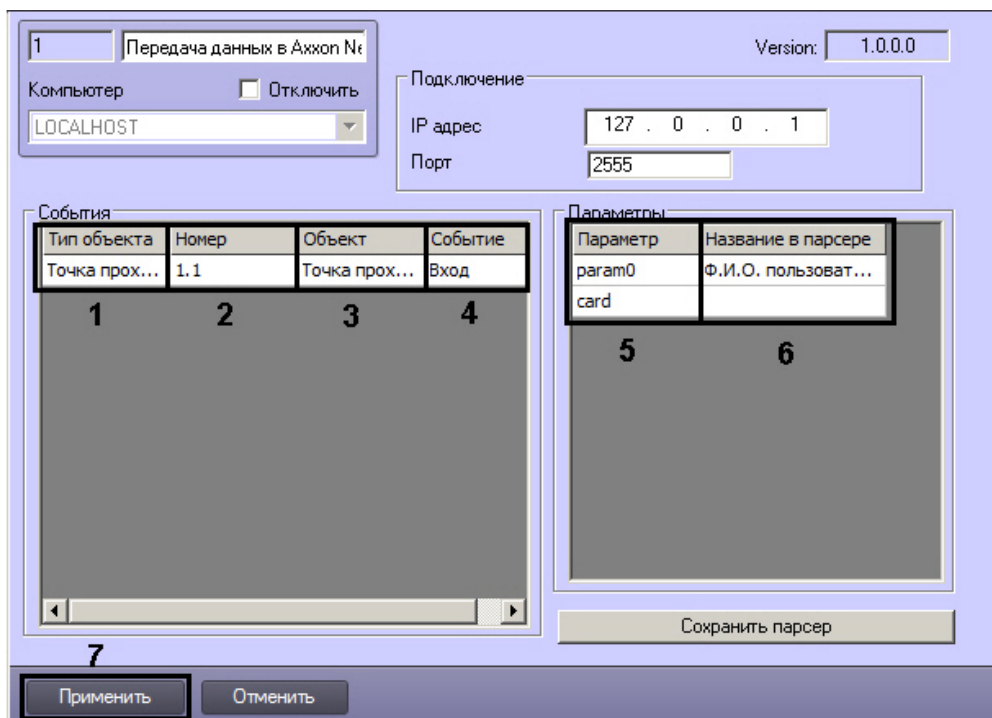 1
Передача данных в Axxon Ne
Version: 1.0.0.0
Компьютер Отключить
LOCALHOST
Подключение
IP адрес 127 . 0 . 0 . 1
Порт 2555
События
Тип объекта Номер Объект Событие
Точка прох... 1.1 Точка прох... Вход
1 2 3 4
Параметры
Параметр Название в парсере
param0 Ф.И.О. пользоват...
card
5 6
Сохранить парсер
7
Применить Отменить